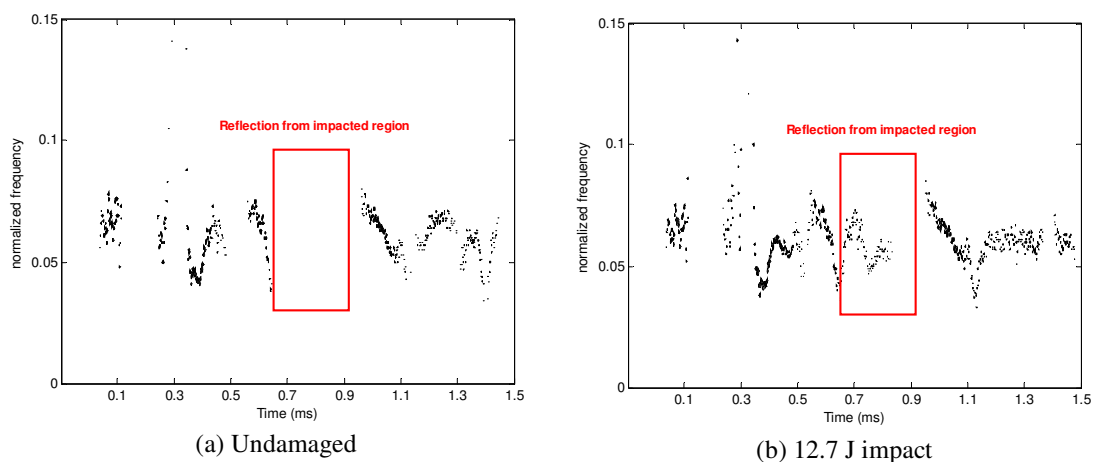 0.15
0.1
0.05
0
normalized frequency
Reflection from impacted region
0.1 0.3 0.5 0.7 0.9 1.1 1.3 1.5
Time (ms)
(a) Undamaged
0.15
0.1
0.05
0
normalized frequency
Reflection from impacted region
0.1 0.3 0.5 0.7 0.9 1.1 1.3 1.5
Time (ms)
(b) 12.7 J impact